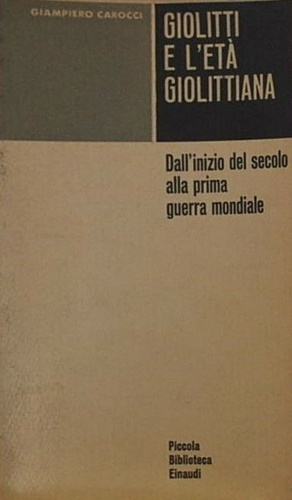 GIAMPIERO CAROCCI
GIOLITTI
E L'ETÀ
GIOLITTIANA
Dall'inizio del secolo
alla prima
guerra mondiale
Piccola
Biblioteca
Einaudi